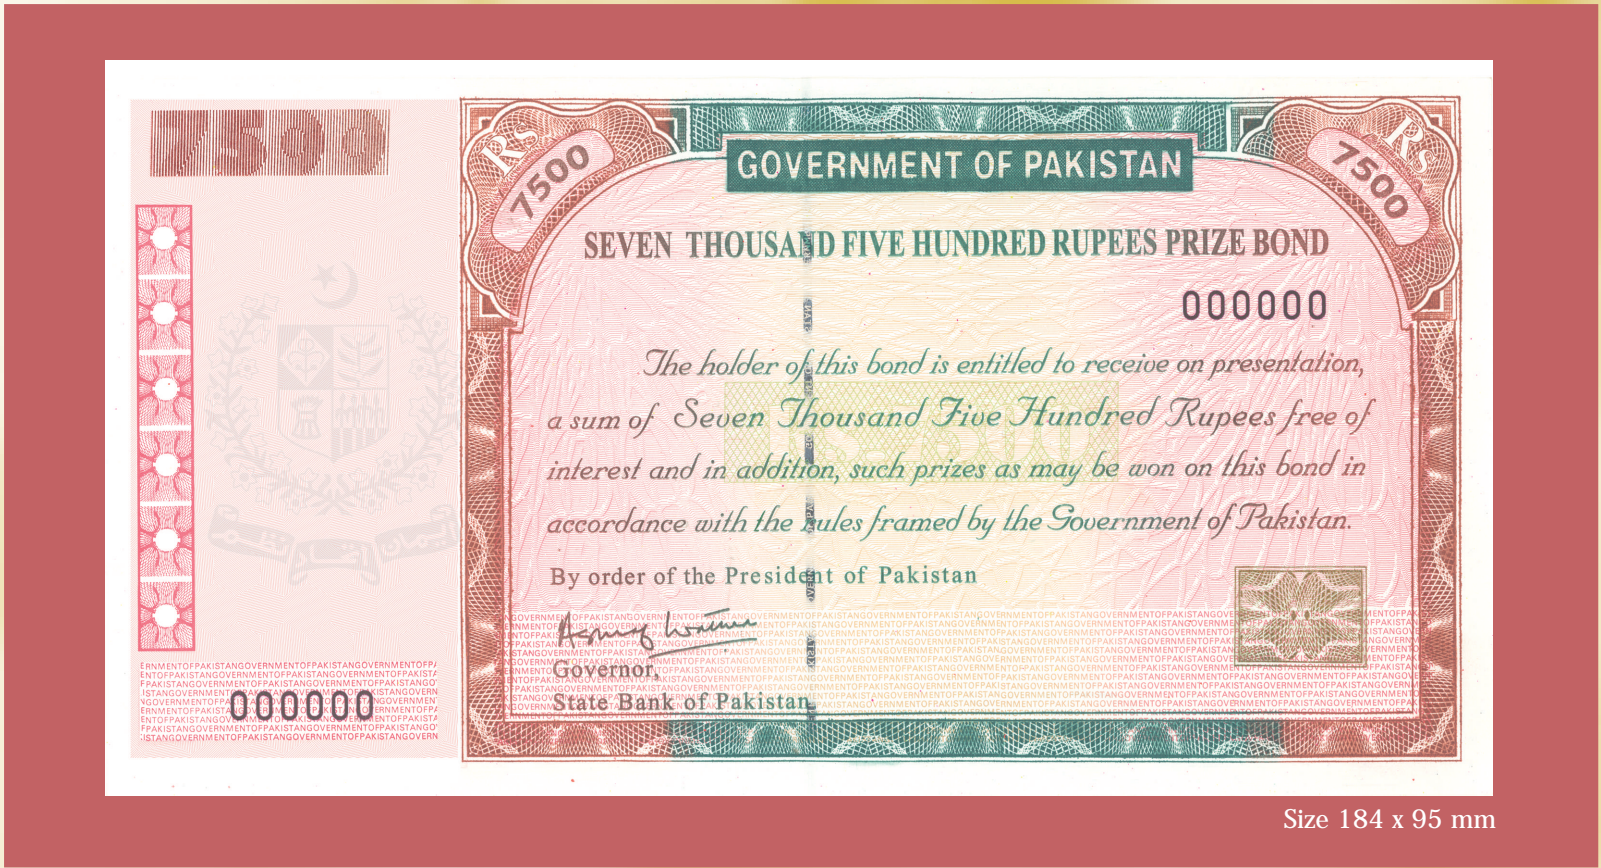 7500
Rs
7500
GOVERNMENT OF PAKISTAN
Rs
7500
SEVEN THOUSAND FIVE HUNDRED RUPEES PRIZE BOND
000000
The holder of this bond is entitled to receive on presentation,
a sum of Seven Thousand Five Hundred Rupees free of
interest and in addition, such prizes as may be won on this bond in
accordance with the rules framed by the Government of Pakistan.
By order of the President of Pakistan
Governor,
State Bank of Pakistan
000000
Size 184 x 95 mm